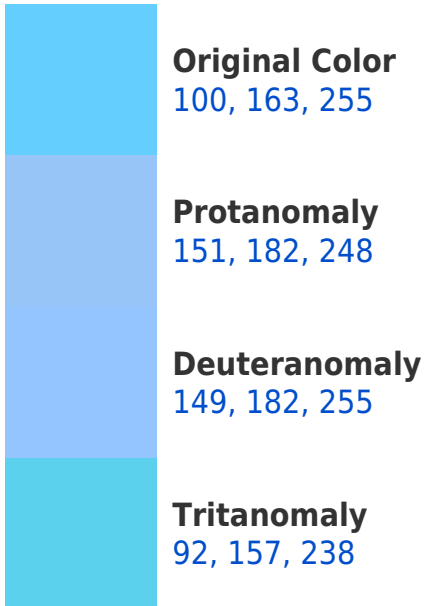 Original Color
100, 163, 255
Protanomaly
151, 182, 248
Deuteranomaly
149, 182, 255
Tritanomaly
92, 157, 238